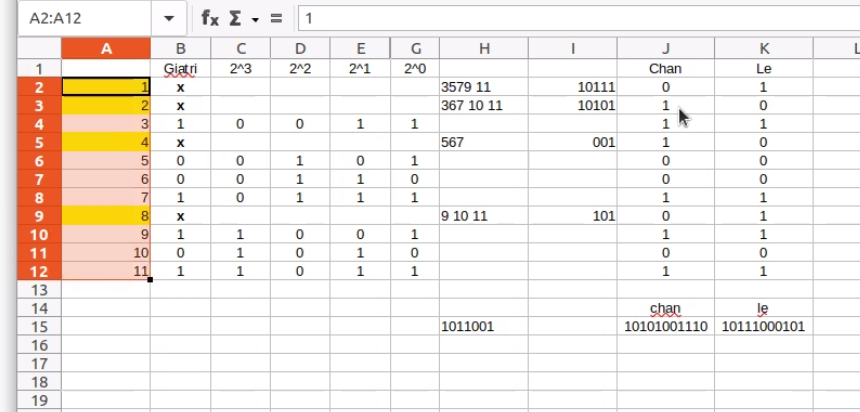 A2:A12 fx Σ = 1
A B C D E G H I J K L
1 Giatri 2^3 2^2 2^1 2^0 Chan Le
2 1 x 3579 11 10111 0 1
3 2 x 367 10 11 10101 1 0
4 3 1 0 0 1 1 1 1
5 4 x 567 001 1 0
6 5 0 0 1 0 1 0 0
7 6 0 0 1 1 0 0 0
8 7 1 0 1 1 1 1 1
9 8 x 9 10 11 101 0 1
10 9 1 1 0 0 1 1 1
11 10 0 1 0 1 0 0 0
12 11 1 1 0 1 1 1 1
13
14 chan le
15 1011001 10101001110 10111000101
16
17
18
19